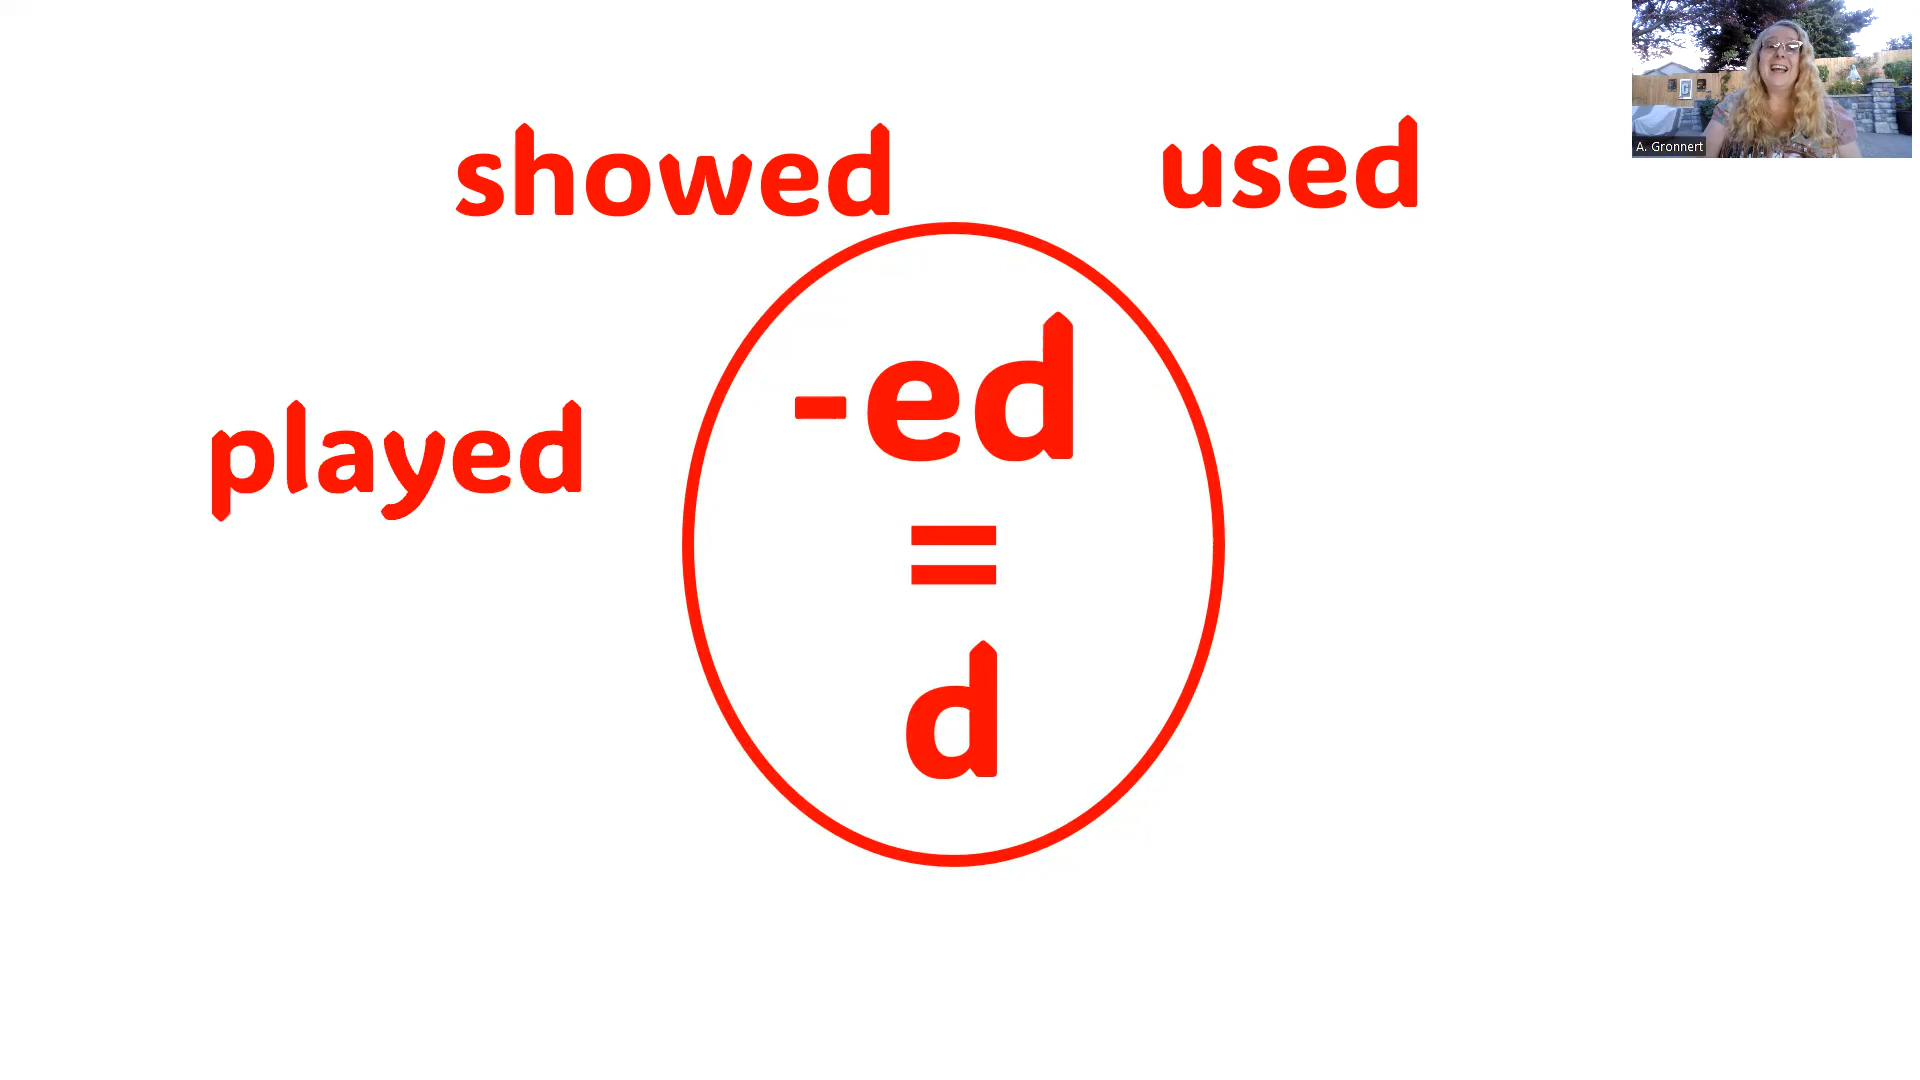 showed
used
played
-ed
=
d
A. Gronnert